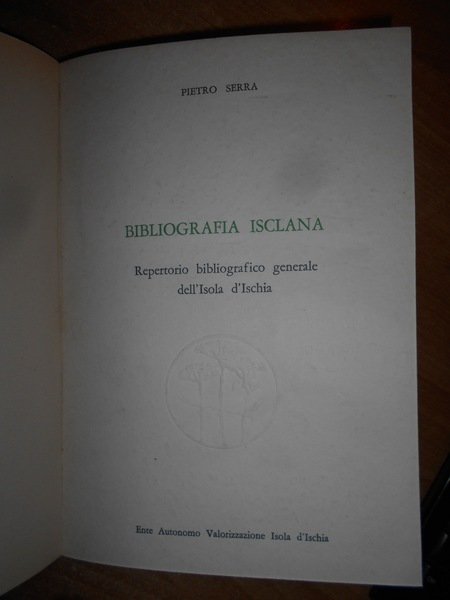 PIETRO SERRA
BIBLIOGRAFIA ISCLANA
Repertorio bibliografico generale
dell'Isola d'Ischia
Ente Autonomo Valorizzazione Isola d'Ischia